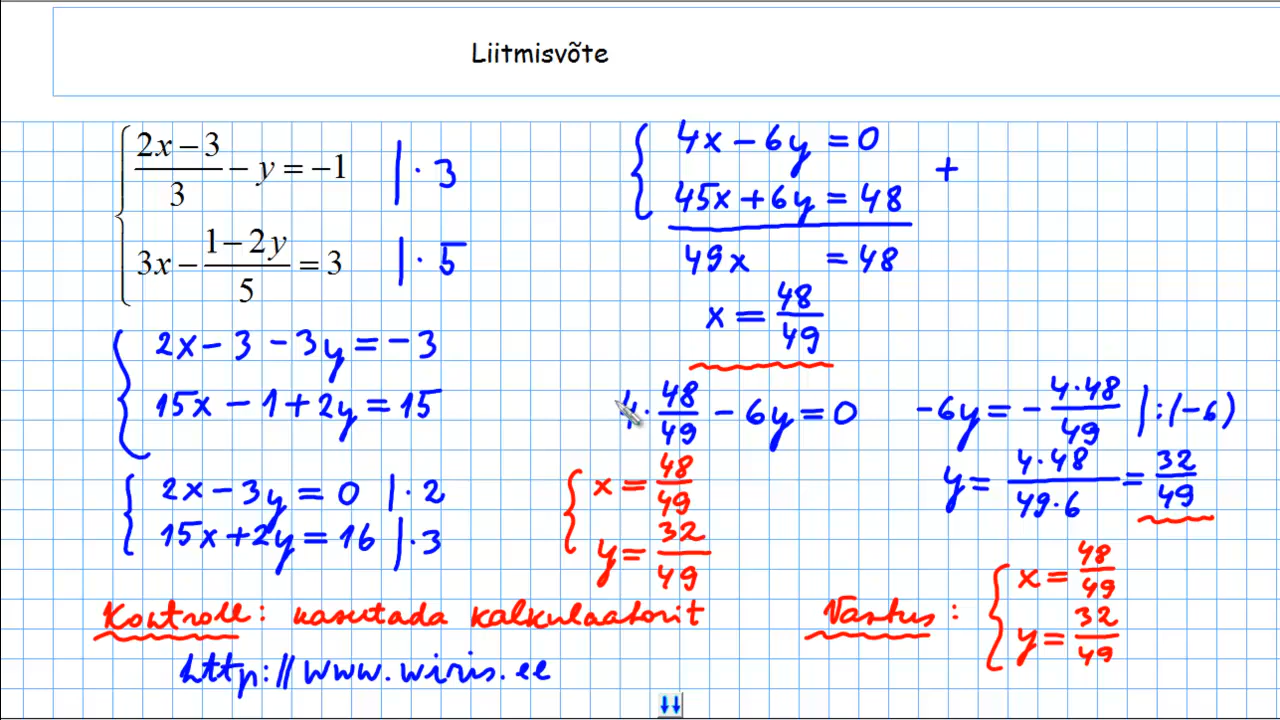 Liitmisvõte
{ (2x − 3)/3 − y = −1 | · 3
3x − (1 − 2y)/5 = 3 | · 5
{ 2x − 3 − 3y = −3
15x − 1 + 2y = 15
{ 2x − 3y = 0 | · 2
15x + 2y = 16 | · 3
{ 4x − 6y = 0
45x + 6y = 48 +
49x = 48
x = 48/49
4 · 48/49 − 6y = 0
−6y = − 4·48/49 | : (−6)
y = 4·48/49·6 = 32/49
{ x = 48/49
y = 32/49
Kontroll: kasutada kalkulaatorit
http://www.wiris.ee
Vastus: { x = 48/49
y = 32/49